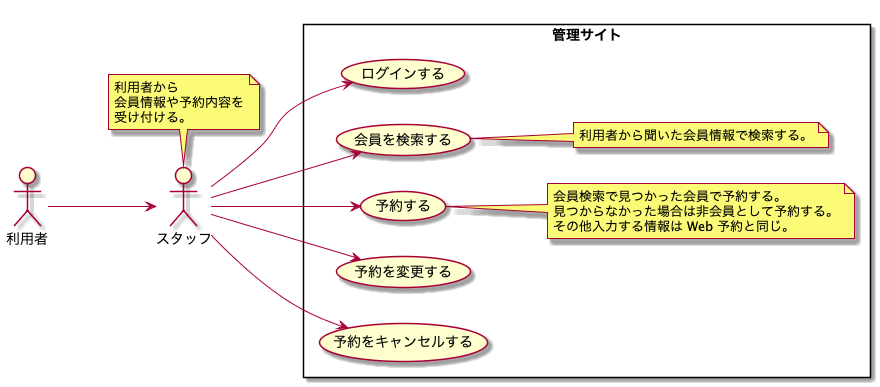 管理サイト
ログインする
利用者から
会員情報や予約内容を
受け付ける。
会員を検索する
利用者から聞いた会員情報で検索する。
利用者
スタッフ
予約する
会員検索で見つかった会員で予約する。
見つからなかった場合は非会員として予約する。
その他入力する情報は Web 予約と同じ。
予約を変更する
予約をキャンセルする